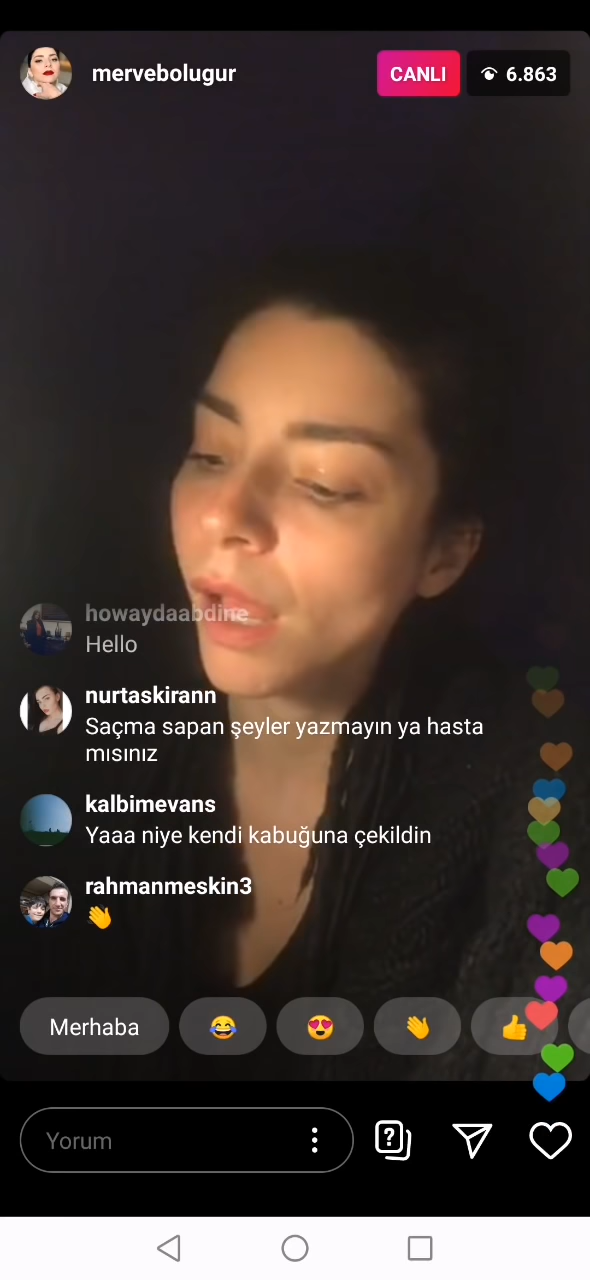 mervebolugur
CANLI
6.863
howaydaabdine
Hello
nurtaskirann
Saçma sapan şeyler yazmayın ya hasta
mısınız
kalbimevans
Yaaa niye kendi kabuğuna çekildin
rahmanmeskin3
👋
Merhaba 😂 😍 👋 👍
Yorum